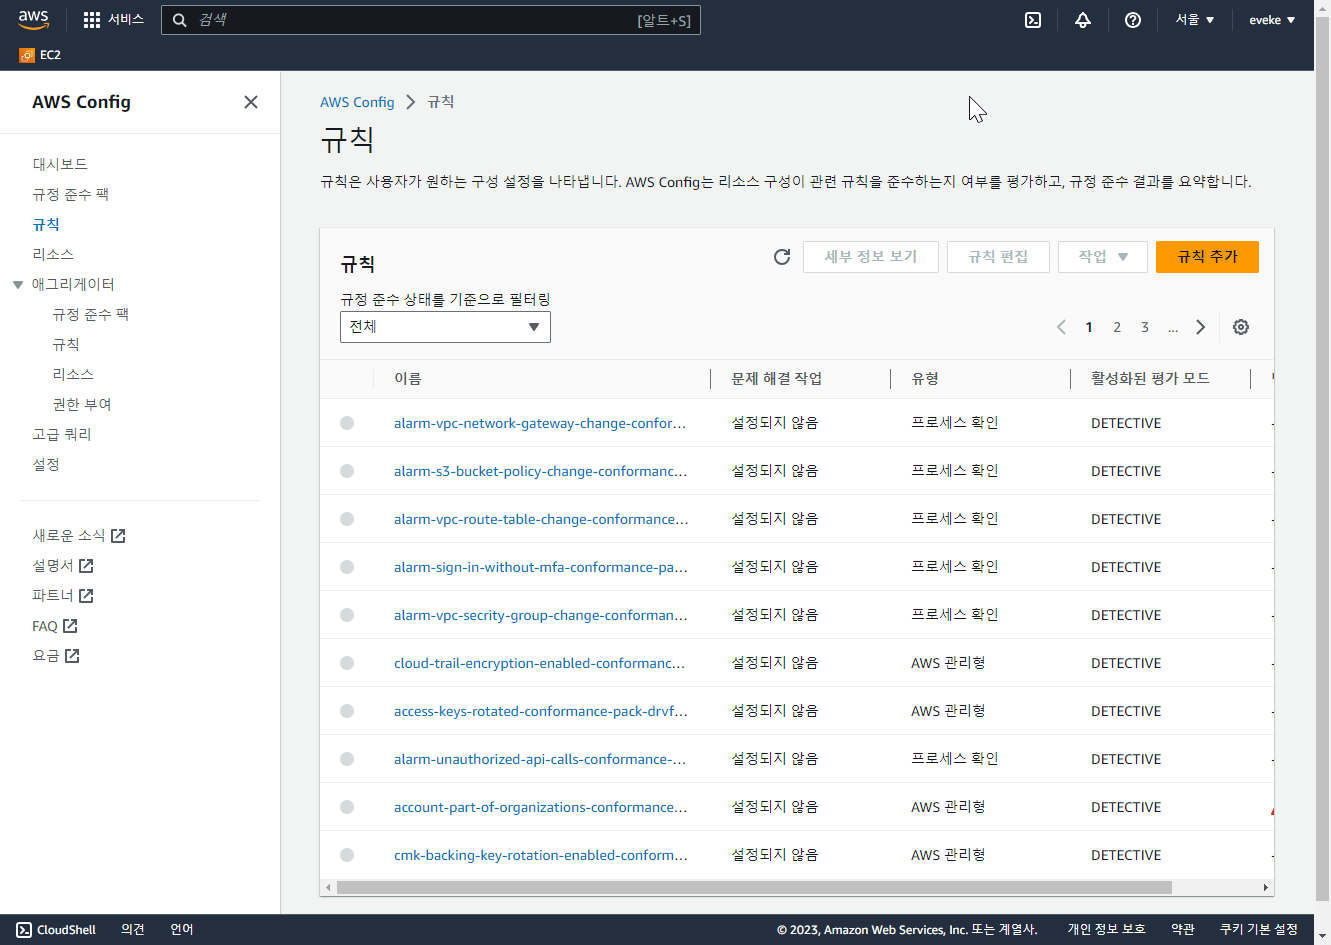 aws
서비스
검색
[알트+S]
서울
eveke
EC2
AWS Config
대시보드
규정 준수 팩
규칙
리소스
애그리게이터
규정 준수 팩
규칙
리소스
권한 부여
고급 쿼리
설정
새로운 소식
설명서
파트너
FAQ
요금
AWS Config > 규칙
규칙
규칙은 사용자가 원하는 구성 설정을 나타냅니다. AWS Config는 리소스 구성이 관련 규칙을 준수하는지 여부를 평가하고, 규정 준수 결과를 요약합니다.
규칙
세부 정보 보기
규칙 편집
작업
규칙 추가
규정 준수 상태를 기준으로 필터링
전체
1 2 3 ...
이름 문제 해결 작업 유형 활성화된 평가 모드
alarm-vpc-network-gateway-change-confor... 설정되지 않음 프로세스 확인 DETECTIVE -
alarm-s3-bucket-policy-change-conformanc... 설정되지 않음 프로세스 확인 DETECTIVE -
alarm-vpc-route-table-change-conformance... 설정되지 않음 프로세스 확인 DETECTIVE -
alarm-sign-in-without-mfa-conformance-pa... 설정되지 않음 프로세스 확인 DETECTIVE -
alarm-vpc-secrity-group-change-conforman... 설정되지 않음 프로세스 확인 DETECTIVE -
cloud-trail-encryption-enabled-conformanc... 설정되지 않음 AWS 관리형 DETECTIVE -
access-keys-rotated-conformance-pack-drvf... 설정되지 않음 AWS 관리형 DETECTIVE -
alarm-unauthorized-api-calls-conformance-... 설정되지 않음 프로세스 확인 DETECTIVE -
account-part-of-organizations-conformance... 설정되지 않음 AWS 관리형 DETECTIVE
cmk-backing-key-rotation-enabled-conform... 설정되지 않음 AWS 관리형 DETECTIVE -
CloudShell 의견 언어 © 2023, Amazon Web Services, Inc. 또는 계열사. 개인 정보 보호 약관 쿠키 기본 설정